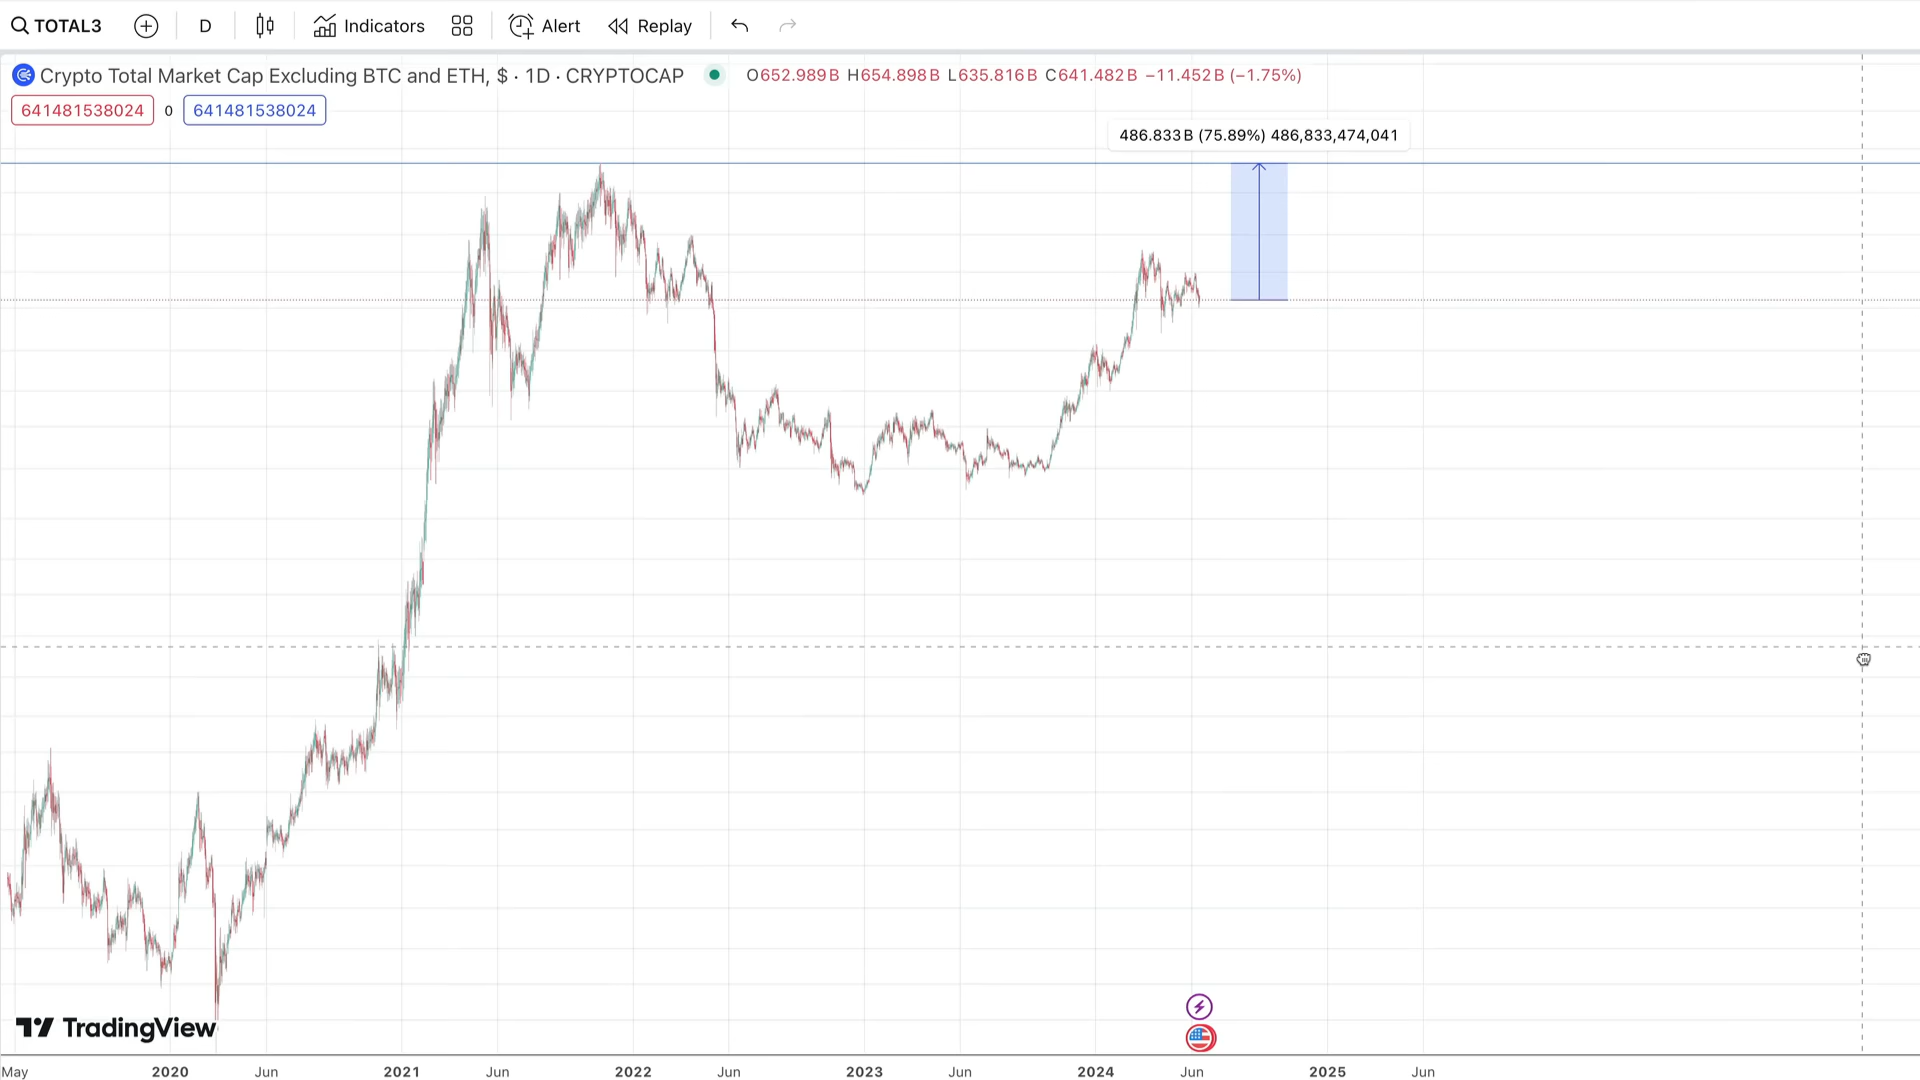 TOTAL3 D Indicators Alert Replay
Crypto Total Market Cap Excluding BTC and ETH, $ · 1D · CRYPTOCAP O652.989B H654.898B L635.816B C641.482B −11.452B (−1.75%)
641481538024 0 641481538024
486.833B (75.89%) 486,833,474,041
TradingView
May 2020 Jun 2021 Jun 2022 Jun 2023 Jun 2024 Jun 2025 Jun